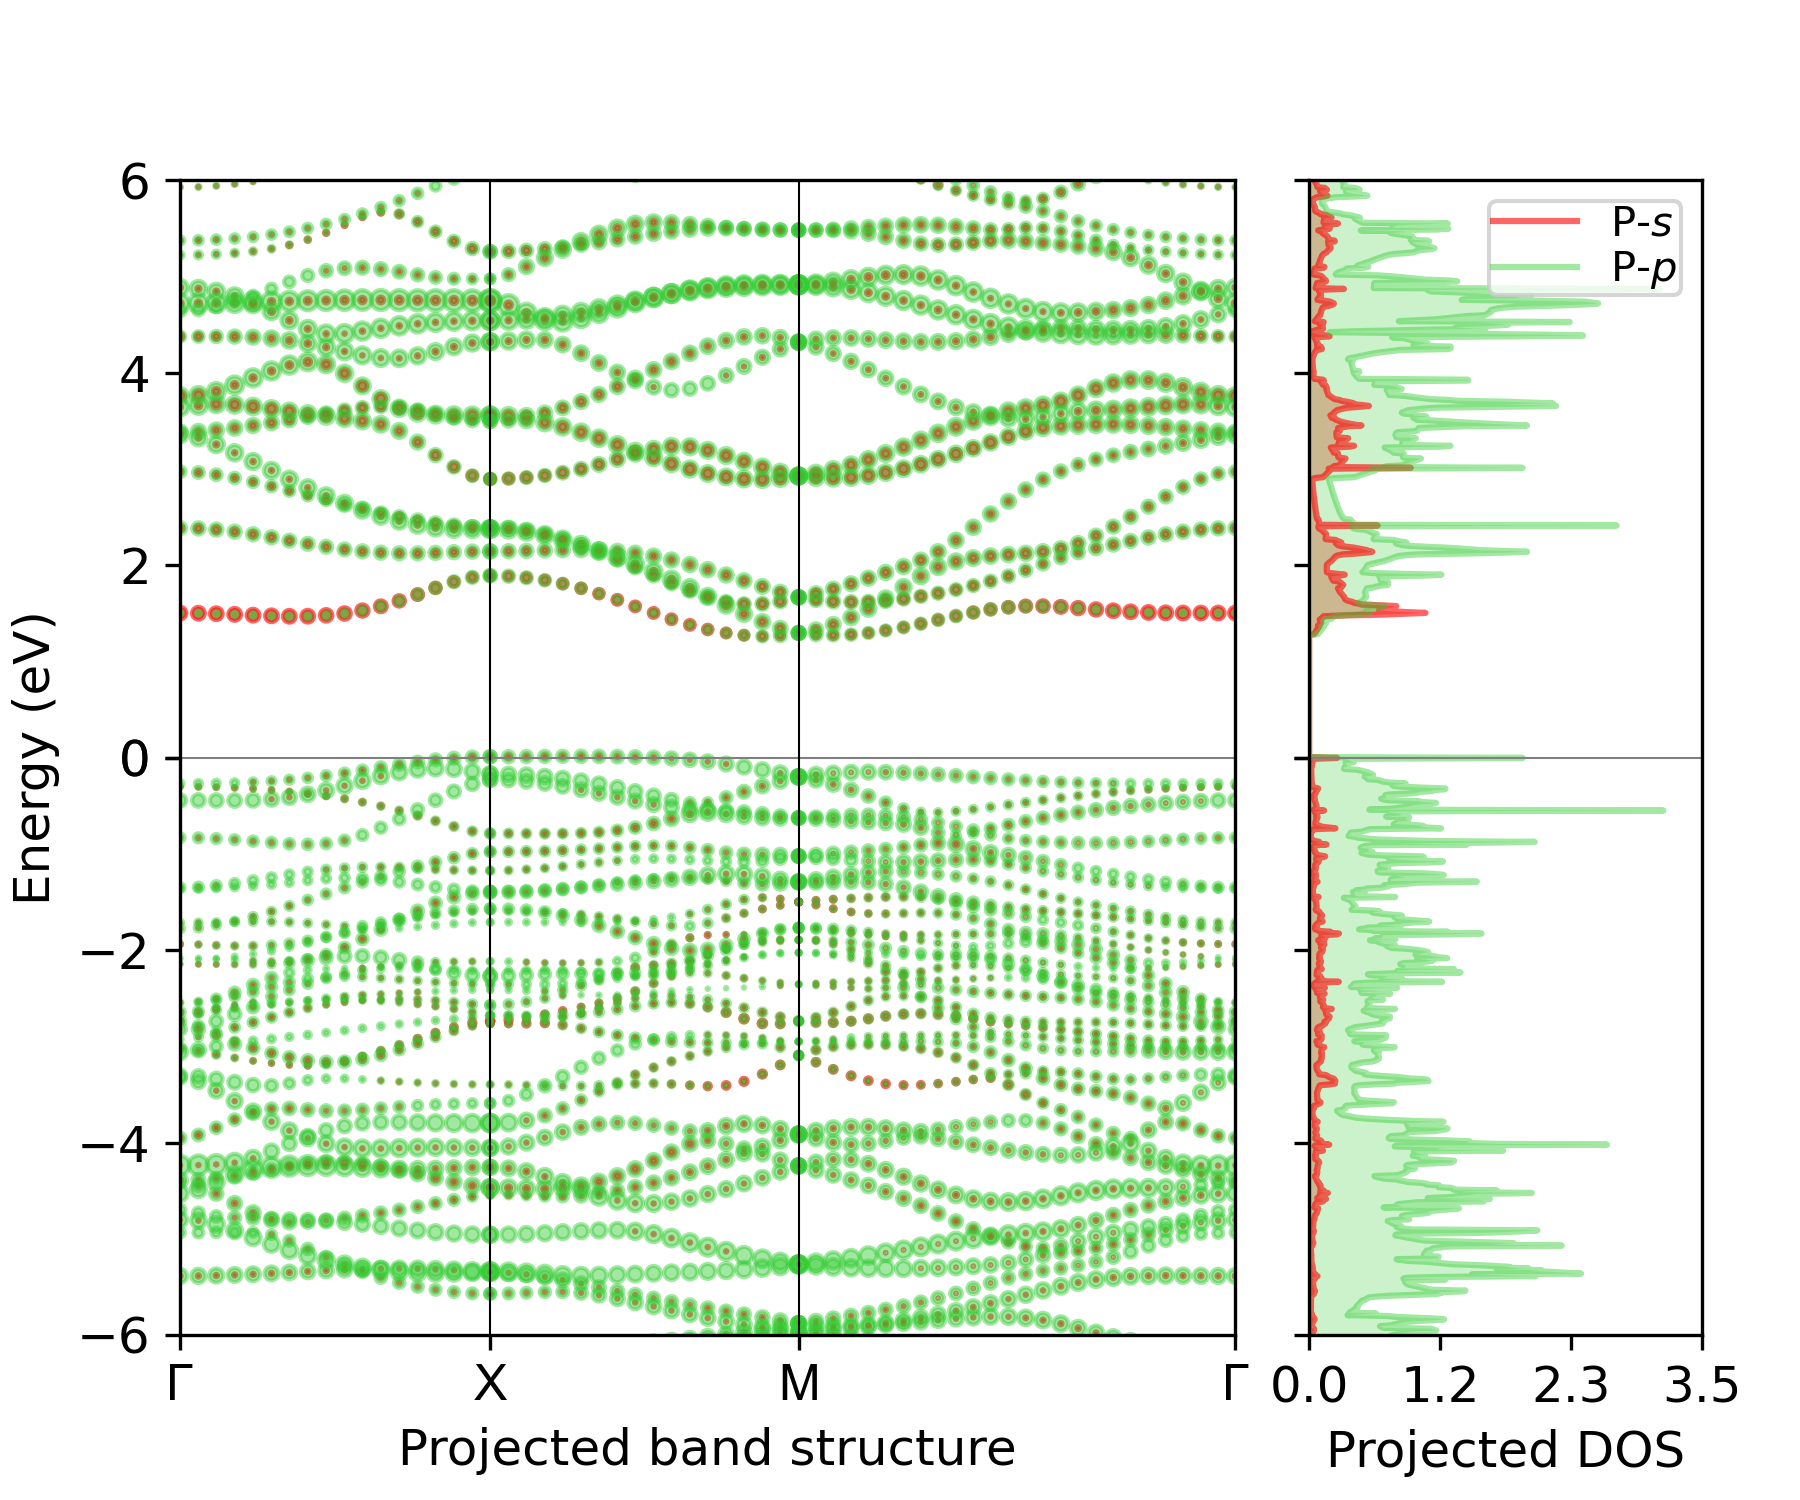 Energy (eV)
6
4
2
0
−2
−4
−6
Γ X M Γ
Projected band structure
P-s
P-p
0.0 1.2 2.3 3.5
Projected DOS